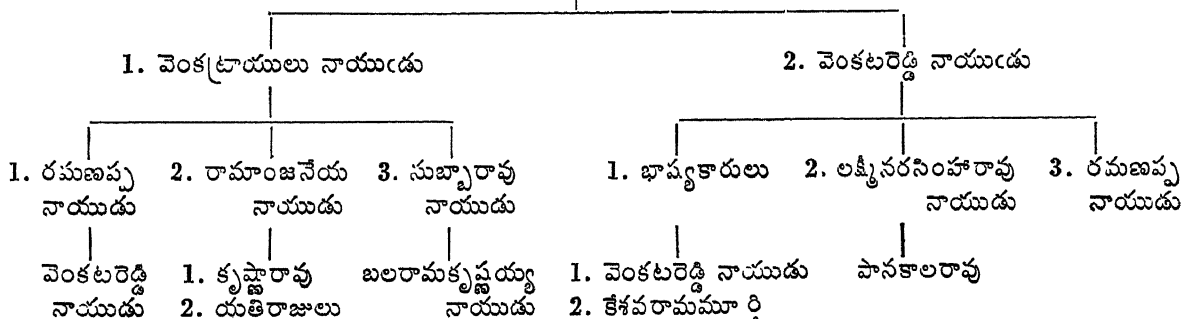 1. వెంకట్రాయులు నాయుఁడు 2. వెంకటరెడ్డి నాయుఁడు
1. రమణప్ప 2. రామాంజనేయ 3. సుబ్బారావు 1. భాష్యకారులు 2. లక్ష్మీనరసింహారావు 3. రమణప్ప
నాయుడు నాయుడు నాయుడు నాయుడు నాయుడు
వెంకటరెడ్డి 1. కృష్ణారావు బలరామకృష్ణయ్య 1. వెంకటరెడ్డి నాయుడు పానకాలరావు
నాయుడు 2. యతిరాజులు నాయుడు 2. కేశవరామమూర్తి